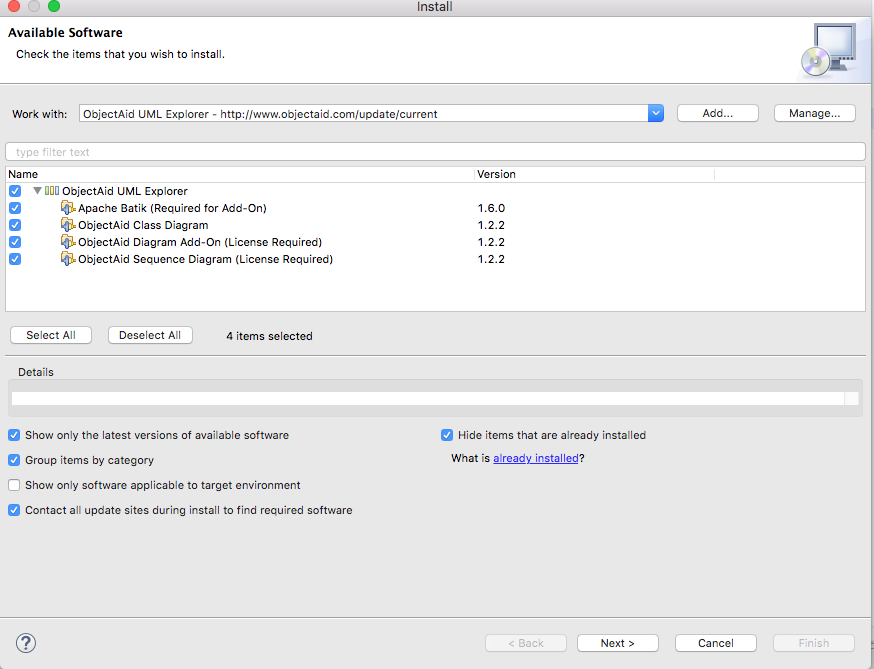 Install
Available Software
Check the items that you wish to install.
Work with: ObjectAid UML Explorer - http://www.objectaid.com/update/current Add... Manage...
type filter text
Name Version
ObjectAid UML Explorer
Apache Batik (Required for Add-On) 1.6.0
ObjectAid Class Diagram 1.2.2
ObjectAid Diagram Add-On (License Required) 1.2.2
ObjectAid Sequence Diagram (License Required) 1.2.2
Select All Deselect All 4 items selected
Details
Show only the latest versions of available software Hide items that are already installed
Group items by category What is already installed?
Show only software applicable to target environment
Contact all update sites during install to find required software
? < Back Next > Cancel Finish